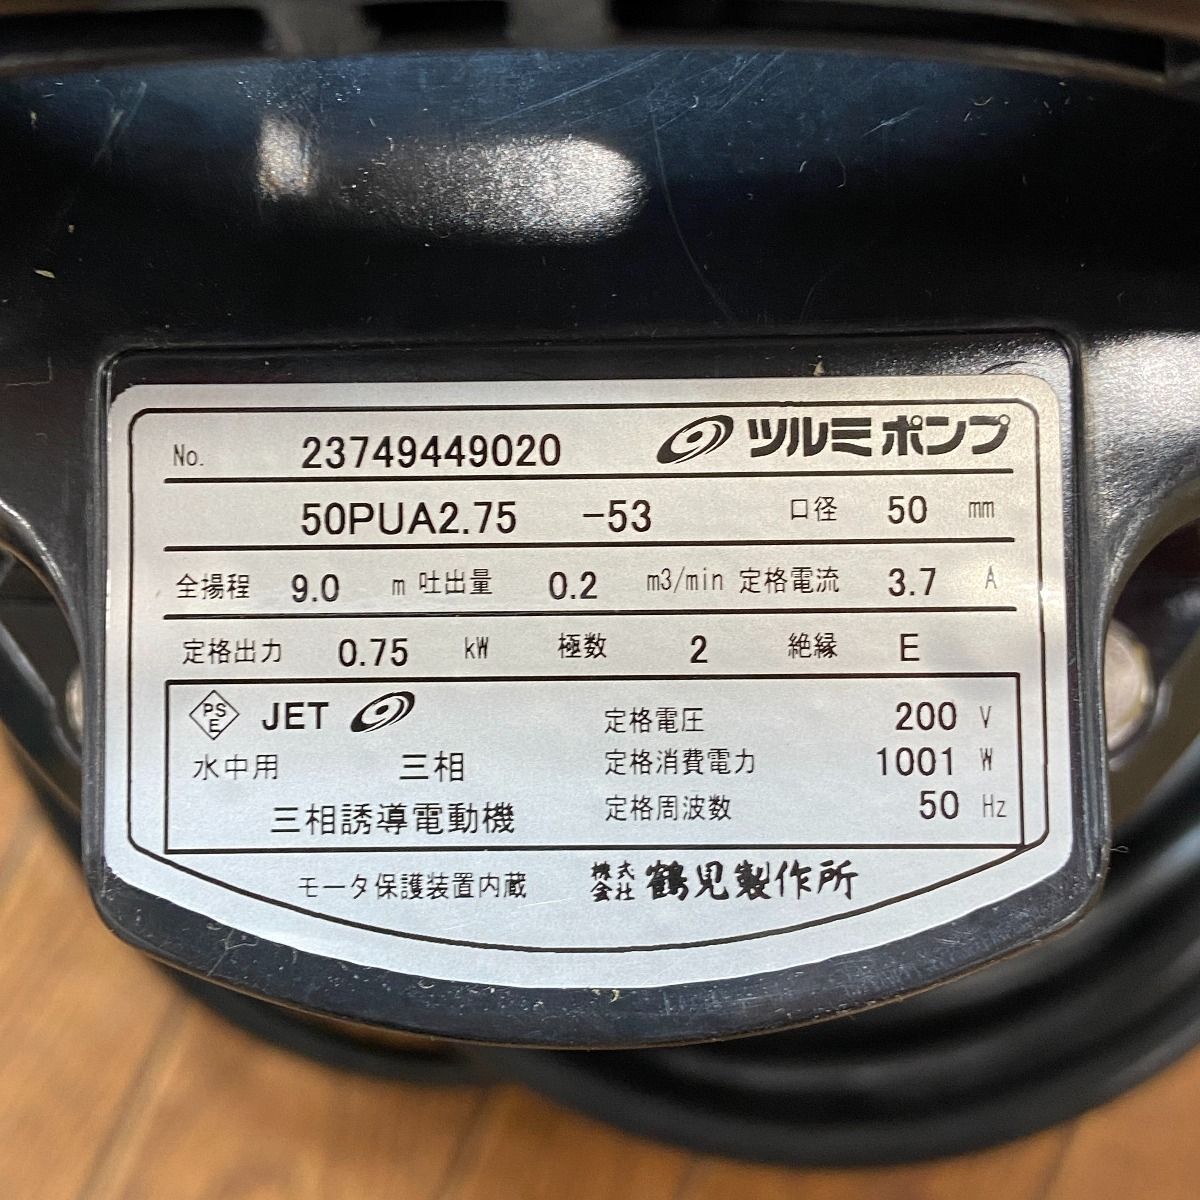 No. 23749449020 ツルミポンプ
50PUA2.75 -53 口径 50 mm
全揚程 9.0 m 吐出量 0.2 m3/min 定格電流 3.7 A
定格出力 0.75 kW 極数 2 絶縁 E
PSE JET 定格電圧 200 V
水中用 三相 定格消費電力 1001 W
三相誘導電動機 定格周波数 50 Hz
モータ保護装置内蔵 株式会社 鶴見製作所